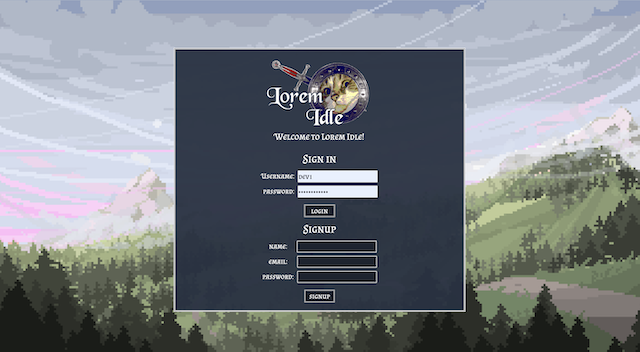 Lorem
Idle
Welcome to Lorem Idle!
Sign in
Username: dev1
password: ············
login
Signup
name:
email:
password:
signup